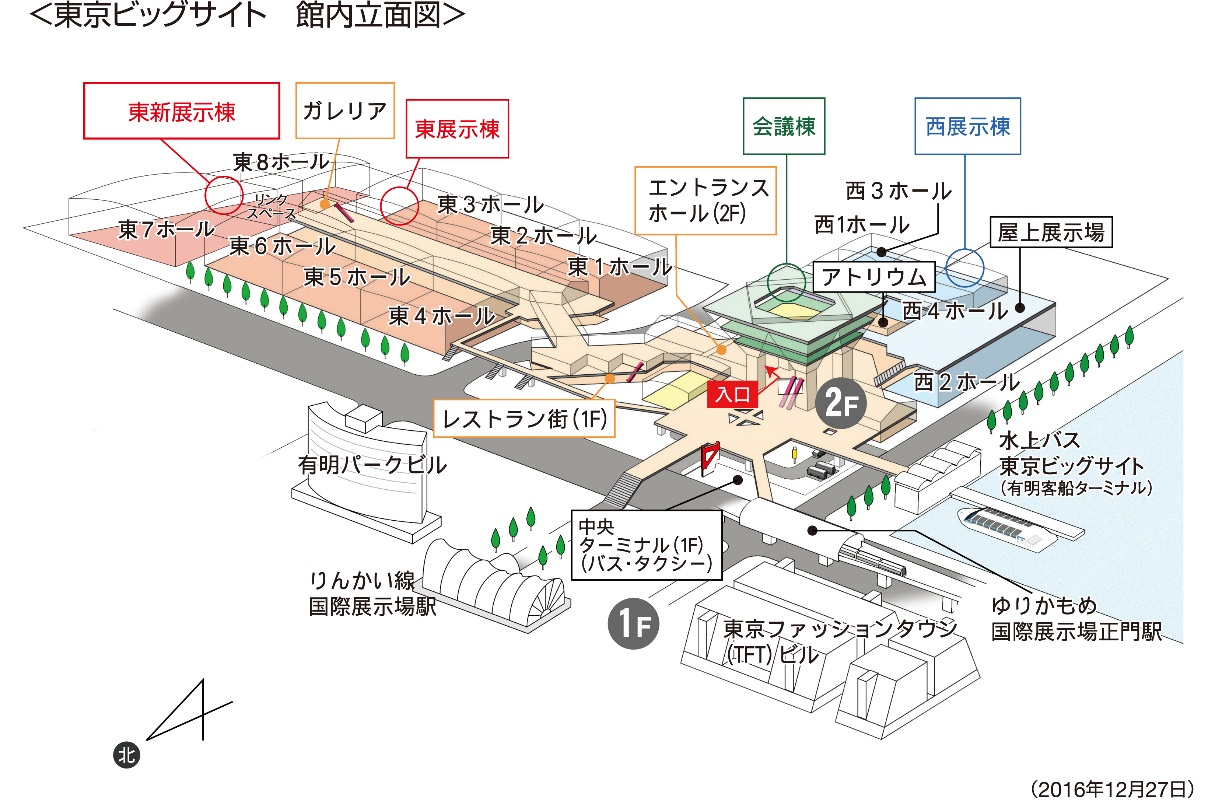 ＜東京ビッグサイト　館内立面図＞
東新展示棟
ガレリア
東展示棟
会議棟
西展示棟
東8ホール
リンク
スペース
東7ホール
東6ホール
東5ホール
東4ホール
東3ホール
東2ホール
東1ホール
エントランス
ホール(2F)
西3ホール
西1ホール
屋上展示場
アトリウム
西4ホール
西2ホール
入口
2F
レストラン街(1F)
有明パークビル
水上バス
東京ビッグサイト
(有明客船ターミナル)
中央
ターミナル(1F)
(バス・タクシー)
りんかい線
国際展示場駅
1F
東京ファッションタウン
(TFT)ビル
ゆりかもめ
国際展示場正門駅
北
（2016年12月27日）